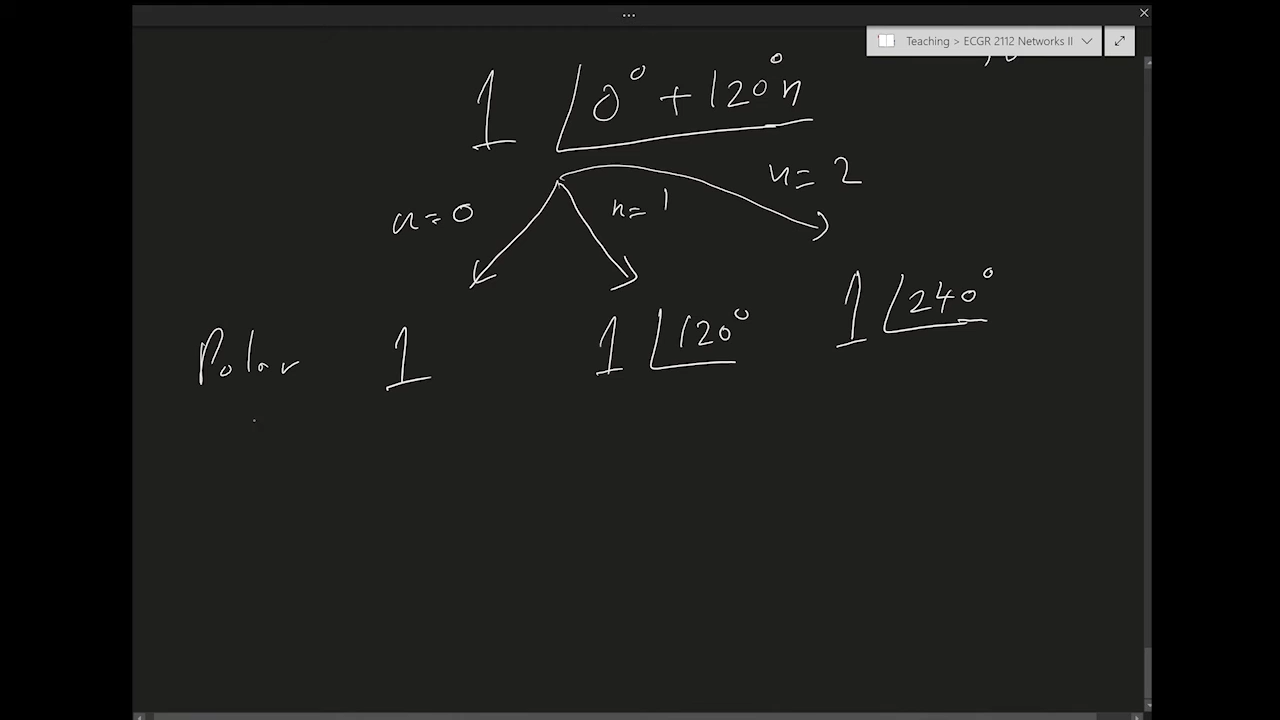 Teaching > ECGR 2112 Networks II
1 ∠0° + 120°n
n = 0
n = 1
n = 2
Polar 1 1 ∠120° 1 ∠240°